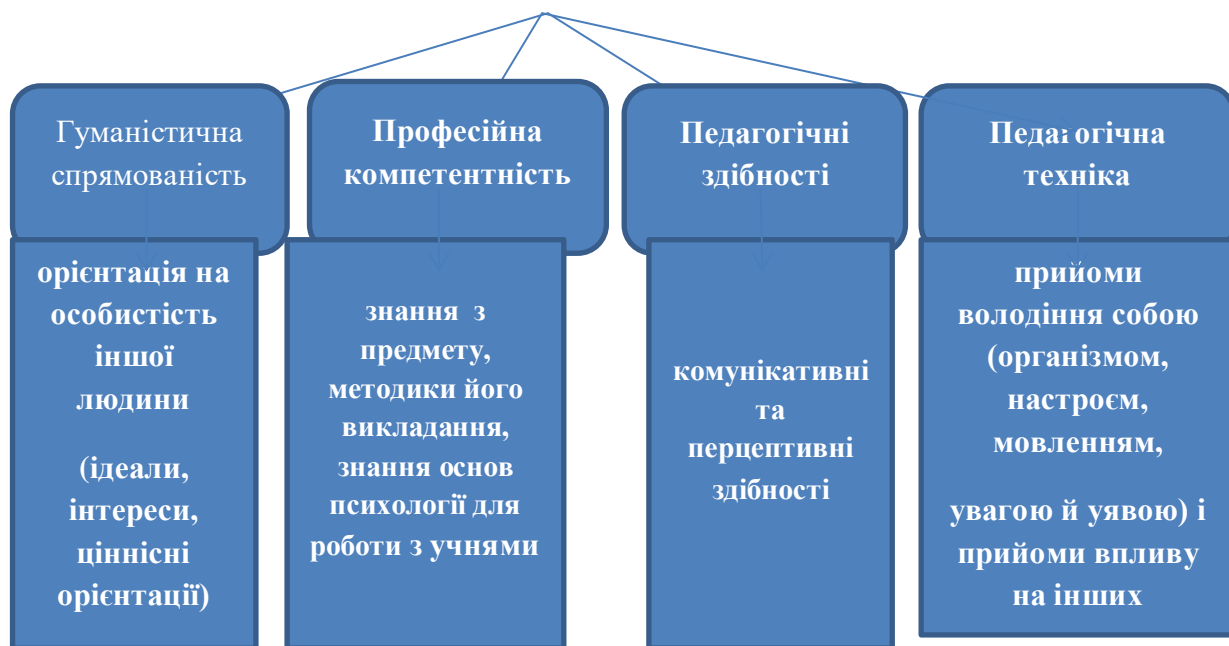 Гуманістична
спрямованість
Професійна
компетентність
Педагогічні
здібності
Педагогічна
техніка
орієнтація на
особистість
іншої
людини
(ідеали,
інтереси,
ціннісні
орієнтації)
знання з
предмету,
методики його
викладання,
знання основ
психології для
роботи з учнями
комунікативні
та
перцептивні
здібності
прийоми
володіння собою
(організмом,
настроєм,
мовленням,
увагою й уявою) і
прийоми впливу
на інших